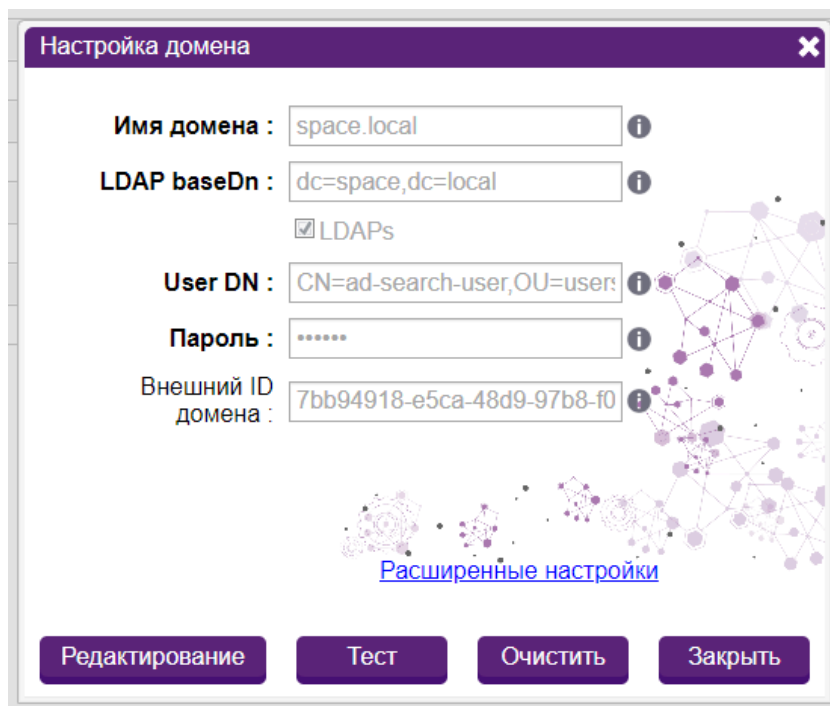 Настройка домена
Имя домена : space.local
LDAP baseDn : dc=space,dc=local
LDAPs
User DN : CN=ad-search-user,OU=users
Пароль : ••••••
Внешний ID
домена : 7bb94918-e5ca-48d9-97b8-f0
Расширенные настройки
Редактирование Тест Очистить Закрыть